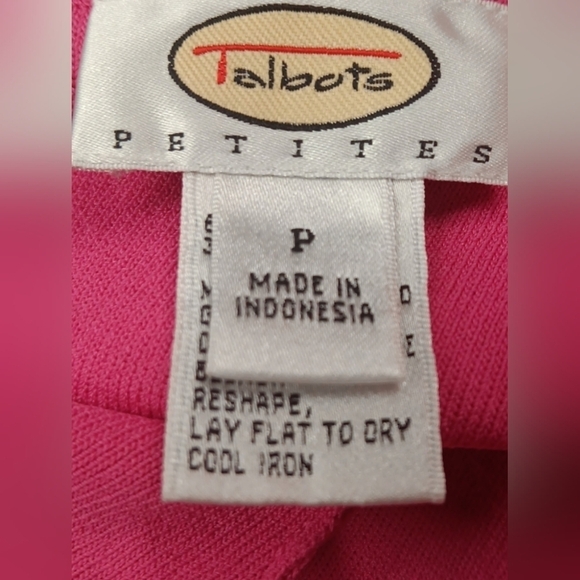 Talbots
PETITES
P
MADE IN
INDONESIA
RESHAPE,
LAY FLAT TO DRY
COOL IRON